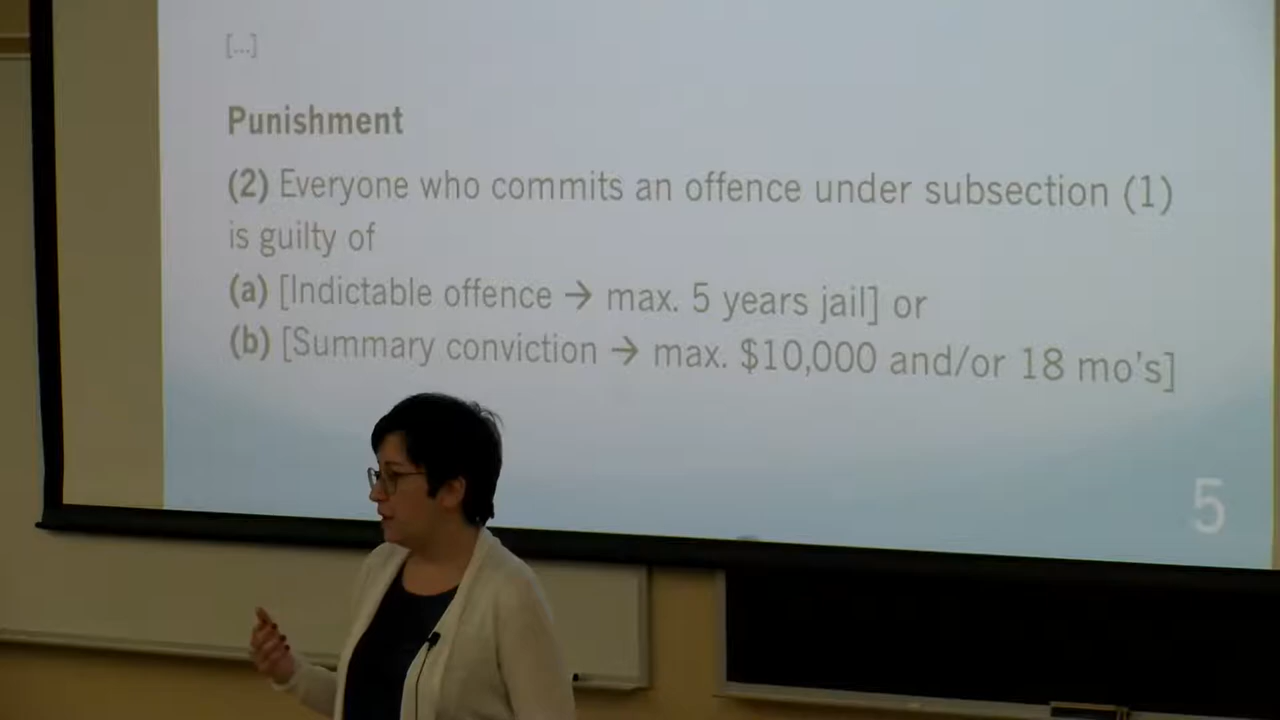 [...]
Punishment
(2) Everyone who commits an offence under subsection (1)
is guilty of
(a) [Indictable offence → max. 5 years jail] or
(b) [Summary conviction → max. $10,000 and/or 18 mo's]
5